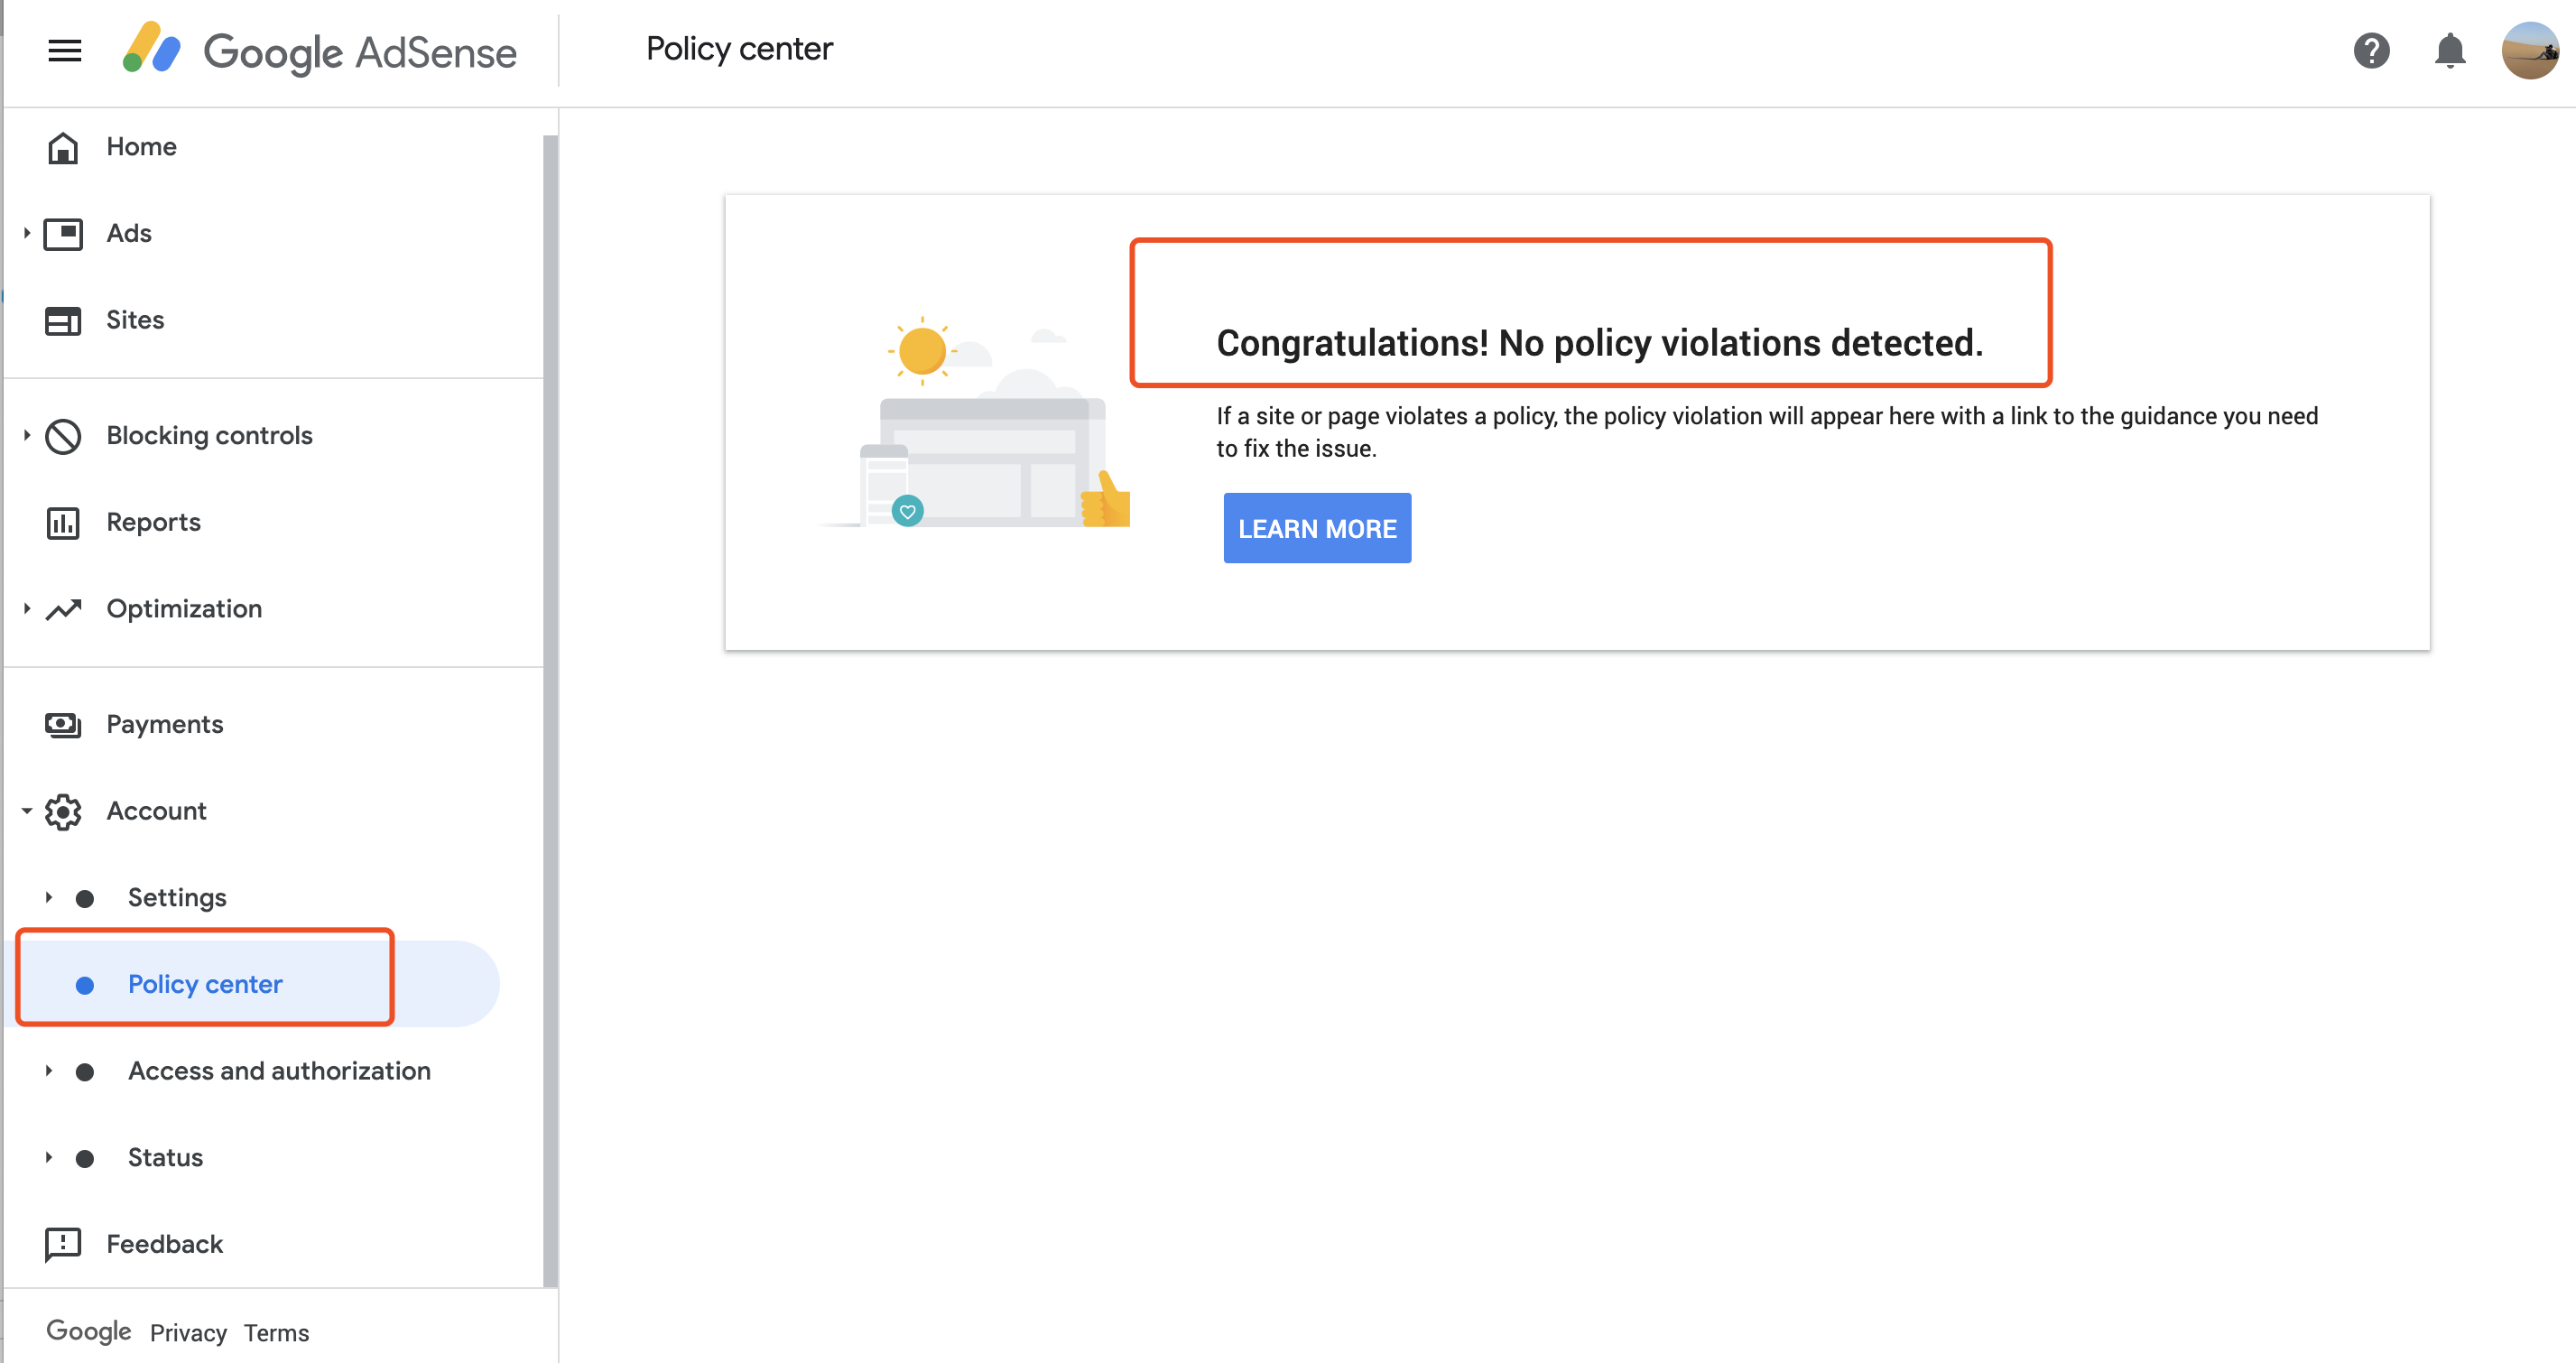 Google AdSense
Policy center
Home
Ads
Sites
Blocking controls
Reports
Optimization
Payments
Account
Settings
Policy center
Access and authorization
Status
Feedback
Google Privacy Terms
Congratulations! No policy violations detected.
If a site or page violates a policy, the policy violation will appear here with a link to the guidance you need
to fix the issue.
LEARN MORE